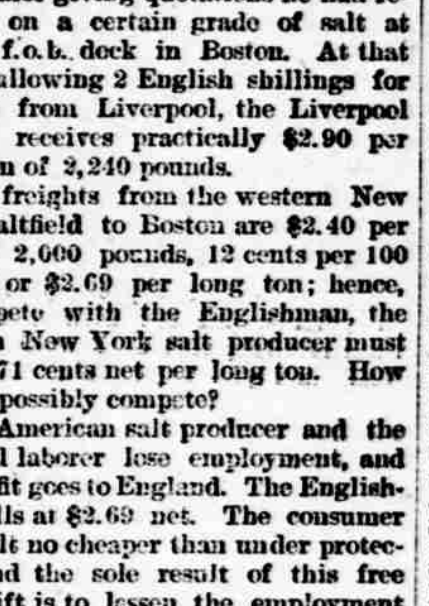 on a certain grade of salt at
f.o.b. deck in Boston. At that
allowing 2 English shillings for
from Liverpool, the Liverpool
receives practically $2.90 per
n of 2,240 pounds.
freights from the western New
altfield to Boston are $2.40 per
2,000 pounds, 12 cents per 100
or $2.69 per long ton; hence,
pete with the Englishman, the
New York salt producer must
71 cents net per long ton. How
possibly compete?
American salt producer and the
l laborer lose employment, and
fit goes to England. The English-
lls at $2.69 net. The consumer
lt no cheaper than under protec-
nd the sole result of this free
ift is to lessen the employment